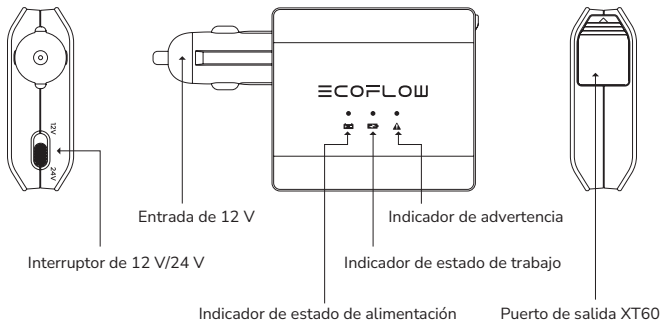 ECOFLOW
12V
24V
Entrada de 12 V
Indicador de advertencia
Interruptor de 12 V/24 V
Indicador de estado de trabajo
Indicador de estado de alimentación
Puerto de salida XT60